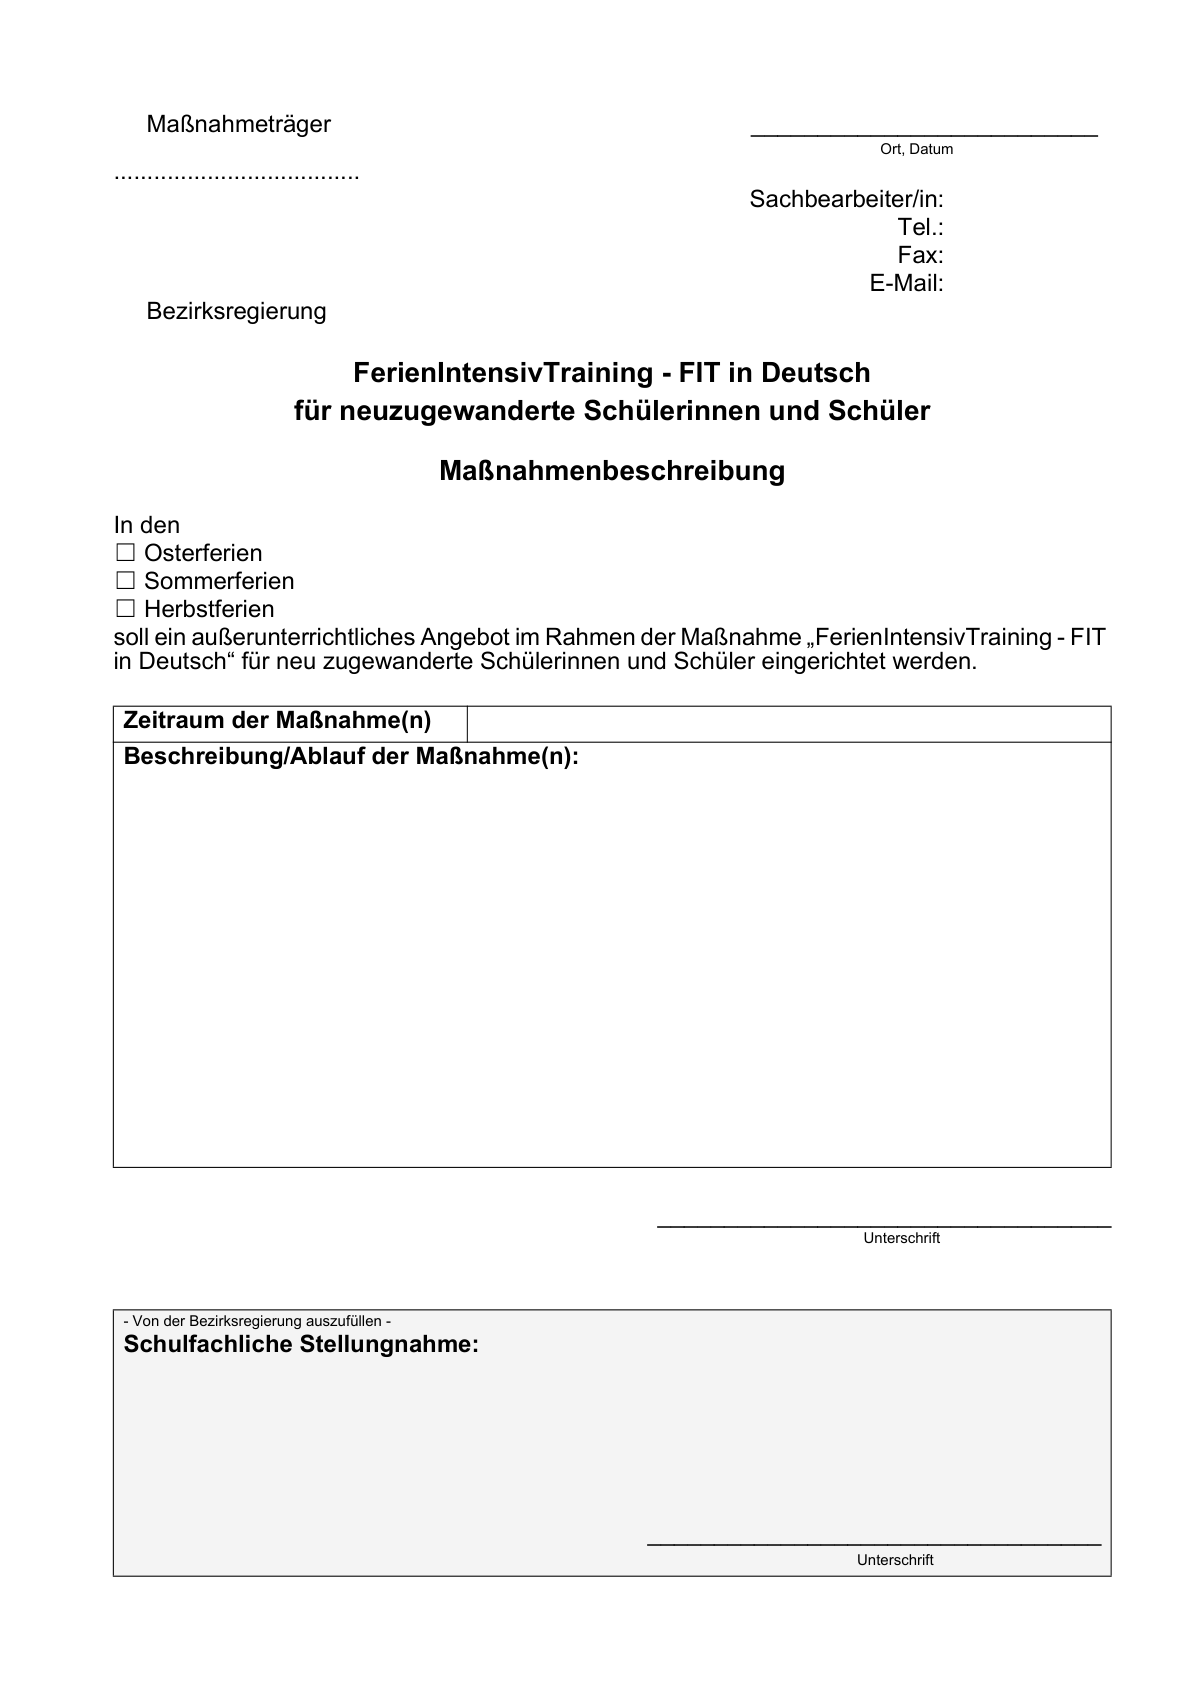 Maßnahmeträger
Ort, Datum
.....................................
Sachbearbeiter/in:
Tel.:
Fax:
E-Mail:
Bezirksregierung
FerienIntensivTraining - FIT in Deutsch
für neuzugewanderte Schülerinnen und Schüler
Maßnahmenbeschreibung
In den
☐ Osterferien
☐ Sommerferien
☐ Herbstferien
soll ein außerunterrichtliches Angebot im Rahmen der Maßnahme „FerienIntensivTraining - FIT
in Deutsch“ für neu zugewanderte Schülerinnen und Schüler eingerichtet werden.
Zeitraum der Maßnahme(n)
Beschreibung/Ablauf der Maßnahme(n):
Unterschrift
- Von der Bezirksregierung auszufüllen -
Schulfachliche Stellungnahme:
Unterschrift